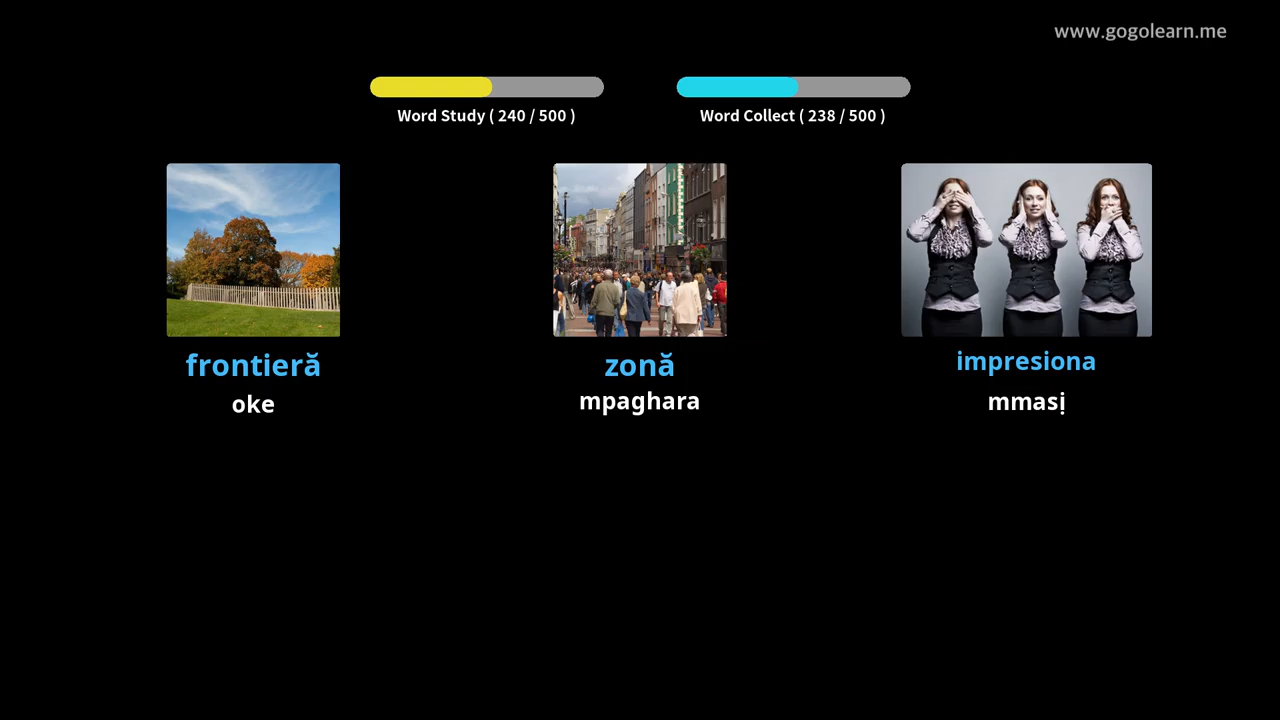 www.gogolearn.me
Word Study ( 240 / 500 )
Word Collect ( 238 / 500 )
frontieră
oke
zonă
mpaghara
impresiona
mmasị